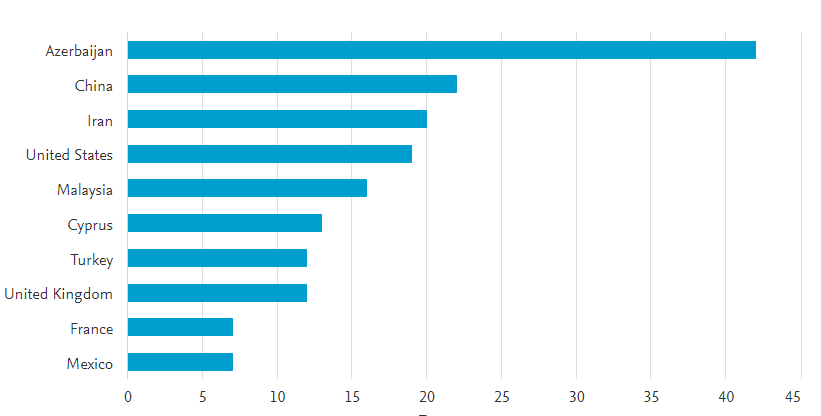 Azerbaijan
China
Iran
United States
Malaysia
Cyprus
Turkey
United Kingdom
France
Mexico
0 5 10 15 20 25 30 35 40 45